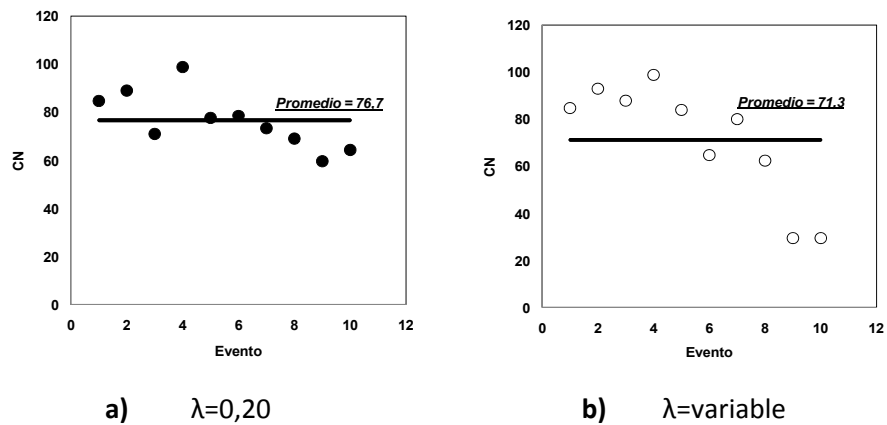 120
100
80
60
40
20
0
CN
Promedio = 76,7
0 2 4 6 8 10 12
Evento
a) λ=0,20
120
100
80
60
40
20
0
CN
Promedio = 71.3
0 2 4 6 8 10 12
Evento
b) λ=variable